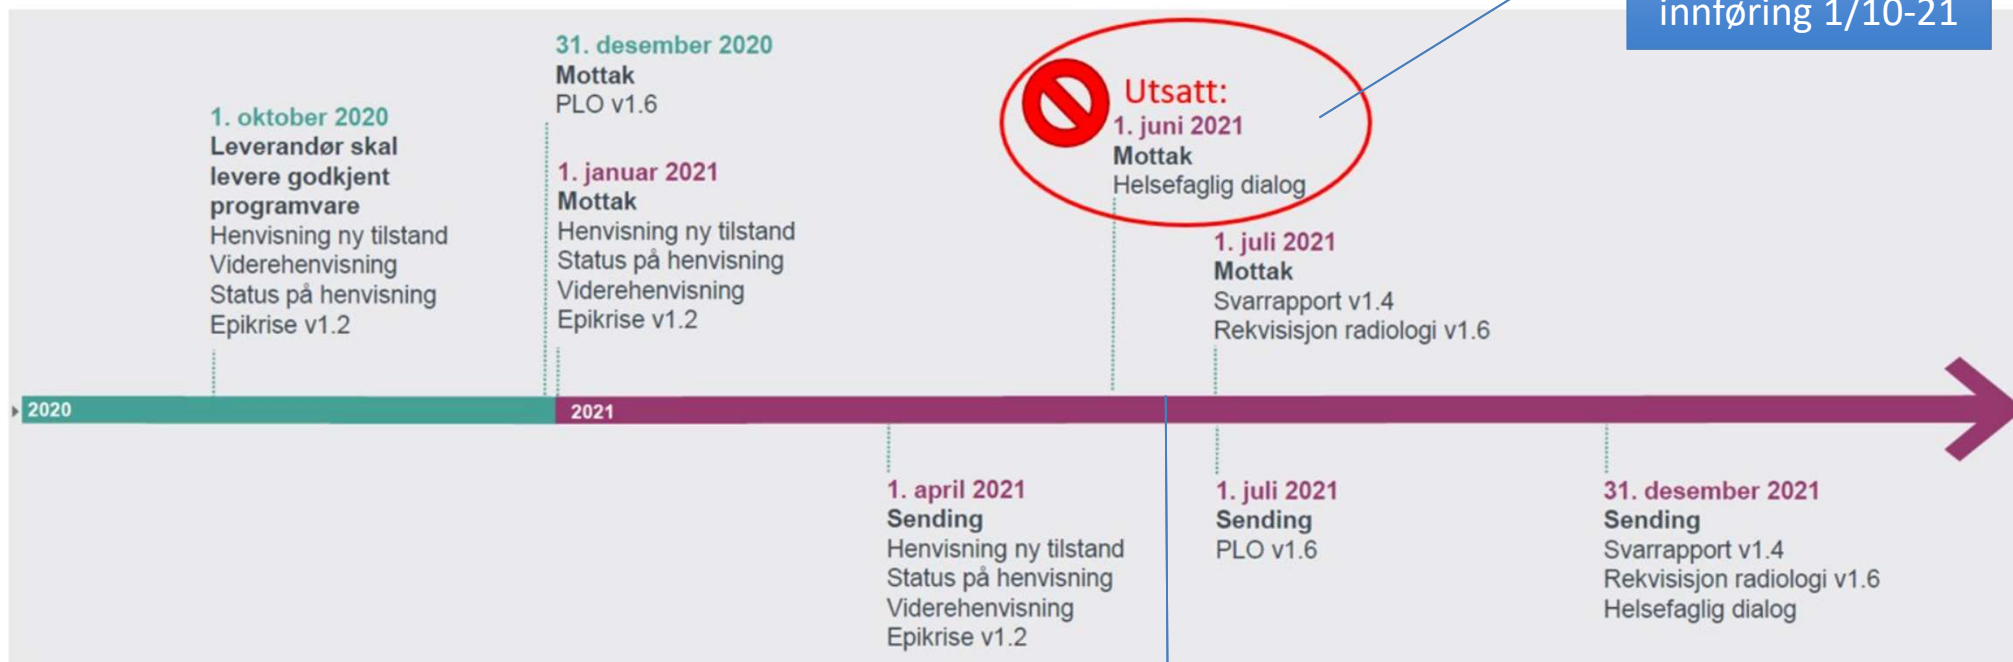 innføring 1/10-21
31. desember 2020
Mottak
PLO v1.6
1. oktober 2020
Leverandør skal
levere godkjent
programvare
Henvisning ny tilstand
Viderehenvisning
Status på henvisning
Epikrise v1.2
1. januar 2021
Mottak
Henvisning ny tilstand
Status på henvisning
Viderehenvisning
Epikrise v1.2
Utsatt:
1. juni 2021
Mottak
Helsefaglig dialog
1. juli 2021
Mottak
Svarrapport v1.4
Rekvisisjon radiologi v1.6
2020
2021
1. april 2021
Sending
Henvisning ny tilstand
Status på henvisning
Viderehenvisning
Epikrise v1.2
1. juli 2021
Sending
PLO v1.6
31. desember 2021
Sending
Svarrapport v1.4
Rekvisisjon radiologi v1.6
Helsefaglig dialog